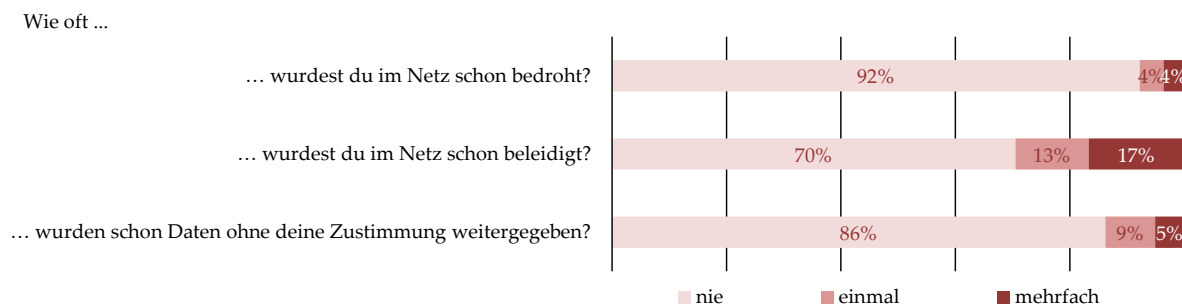 Wie oft ...
… wurdest du im Netz schon bedroht?
92%
4%
4%
… wurdest du im Netz schon beleidigt?
70%
13%
17%
… wurden schon Daten ohne deine Zustimmung weitergegeben?
86%
9%
5%
nie
einmal
mehrfach